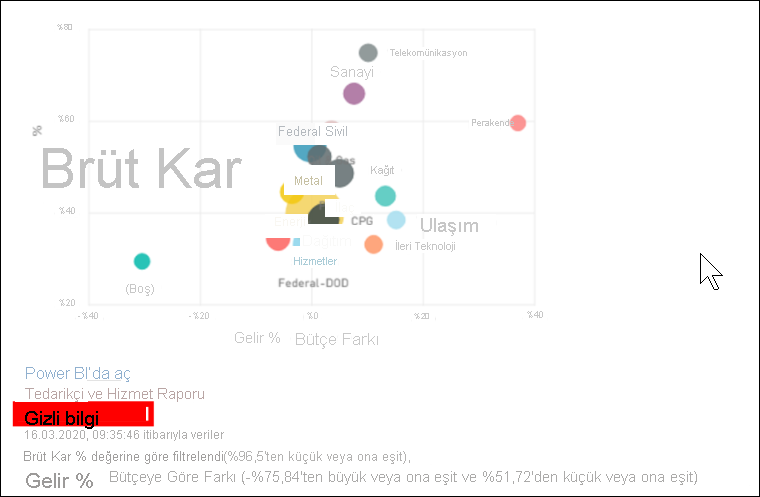 %80
Telekomünikasyon
Sanayi
%60
Perakend
%
Federal Sivil
Brüt Kar
Kağıt
Metal
%40
CPG
Ulaşım
İleri Teknoloji
Hizmetler
(Boş)
Federal-DOD
%20
-%40
-%20
%0
%20
%40
Gelir % Bütçe Farkı
Power BI'da aç
Tedarikçi ve Hizmet Raporu
Gizli bilgi
16.03.2020, 09:35:46 itibarıyla veriler
Brüt Kar % değerine göre filtrelendi(%96,5'ten küçük veya ona eşit),
Gelir % Bütçeye Göre Farkı (-%75,84'ten büyük veya ona eşit ve %51,72'den küçük veya ona eşit)